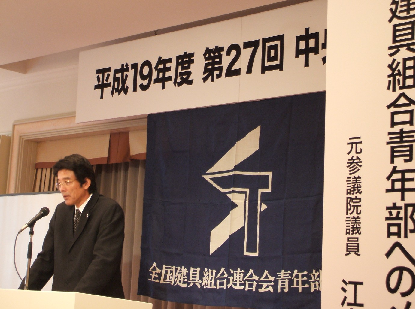 平成19年度 第27回 中央
全国建具組合連合会青年部
建具組合青年部への
元参議院議員 江